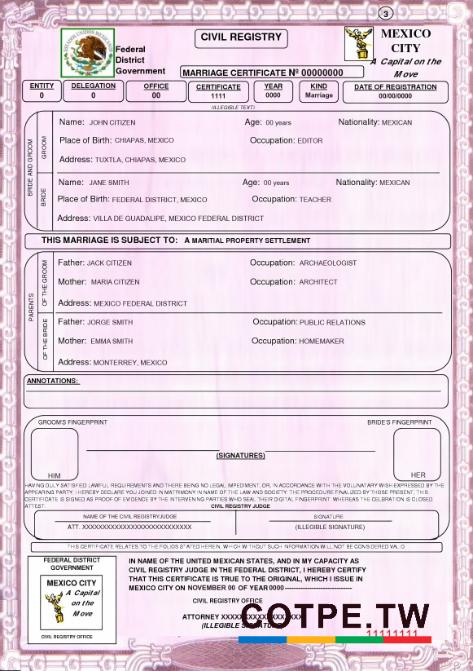 3
CIVIL REGISTRY
Federal
District
Government
MEXICO
CITY
A Capital on the
Move
MARRIAGE CERTIFICATE Nº 00000000
ENTITY DELEGATION OFFICE CERTIFICATE YEAR KIND DATE OF REGISTRATION
0 0 00 1111 0000 Marriage 00/00/0000
(ILLEGIBLE TEXT)
BRIDE AND GROOM
GROOM
Name: JOHN CITIZEN Age: 00 years Nationality: MEXICAN
Place of Birth: CHIAPAS, MEXICO Occupation: EDITOR
Address: TUXTLA, CHIAPAS, MEXICO
BRIDE
Name: JANE SMITH Age: 00 years Nationality: MEXICAN
Place of Birth: FEDERAL DISTRICT, MEXICO Occupation: TEACHER
Address: VILLA DE GUADALIPE, MEXICO FEDERAL DISTRICT
THIS MARRIAGE IS SUBJECT TO: A MARITIAL PROPERTY SETTLEMENT
PARENTS
OF THE GROOM
Father: JACK CITIZEN Occupation: ARCHAEOLOGIST
Mother: MARIA CITIZEN Occupation: ARCHITECT
Address: MEXICO FEDERAL DISTRICT
OF THE BRIDE
Father: JORGE SMITH Occupation: PUBLIC RELATIONS
Mother: EMMA SMITH Occupation: HOMEMAKER
Address: MONTERREY, MEXICO
ANNOTATIONS:
GROOM'S FINGERPRINT BRIDE'S FINGERPRINT
(SIGNATURES)
HIM HER
HAVING DULY SATISFIED LAWFUL REQUIREMENTS AND THERE BEING NO LEGAL IMPEDIMENT, OR, IN ACCORDANCE WITH THE VOLUNTARY WISH EXPRESSED BY THE
APPEARING PARTY, I HEREBY DECLARE YOU JOINED IN MATRIMONY IN NAME OF THE LAW AND SOCIETY. THE PROCEDURE FINALIZED BY THOSE PRESENT, THIS
CERTIFICATE IS SIGNED AS PROOF OF EVIDENCE BY THE INTERVENING PARTIES WHO SEAL THEIR DIGITAL FINGERPRINT. WHEREAS THE CELEBRATION IS CLOSED.
ATTEST. CIVIL REGISTRY JUDGE
NAME OF THE CIVIL REGISTRY JUDGE SIGNATURE
ATT. XXXXXXXXXXXXXXXXXXXXXXXXXXX (ILLEGIBLE SIGNATURE)
THIS CERTIFICATE RELATES TO THE FOLIOS STATED HEREIN, WHICH WITHOUT SUCH INFORMATION WILL NOT BE CONSIDERED VALID
FEDERAL DISTRICT
GOVERNMENT
MEXICO CITY
A Capital
on the
Move
CIVIL REGISTRY OFFICE
IN NAME OF THE UNITED MEXICAN STATES, AND IN MY CAPACITY AS
CIVIL REGISTRY JUDGE IN THE FEDERAL DISTRICT, I HEREBY CERTIFY
THAT THIS CERTIFICATE IS TRUE TO THE ORIGINAL, WHICH I ISSUE IN
MEXICO CITY ON NOVEMBER 00 OF YEAR 0000
CIVIL REGISTRY OFFICE
COTPE.TW
ATTORNEY
11111111